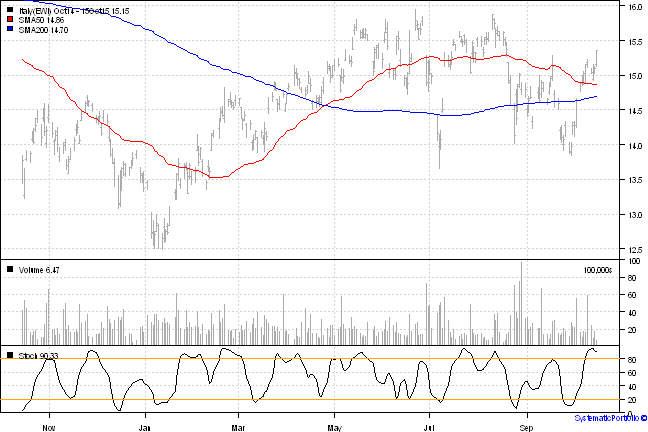 Italy(EWI) Oct14 - 15Oct15 15.15
SMA50 14.86
SMA200 14.70
16.0
15.5
15.0
14.5
14.0
13.5
13.0
12.5
Volume 6.47
100,000s
100
80
60
40
20
Stoch 90.33
80
60
40
20
0
Nov
Jan
Mar
May
Jul
Sep
SystematicPortfolio ©